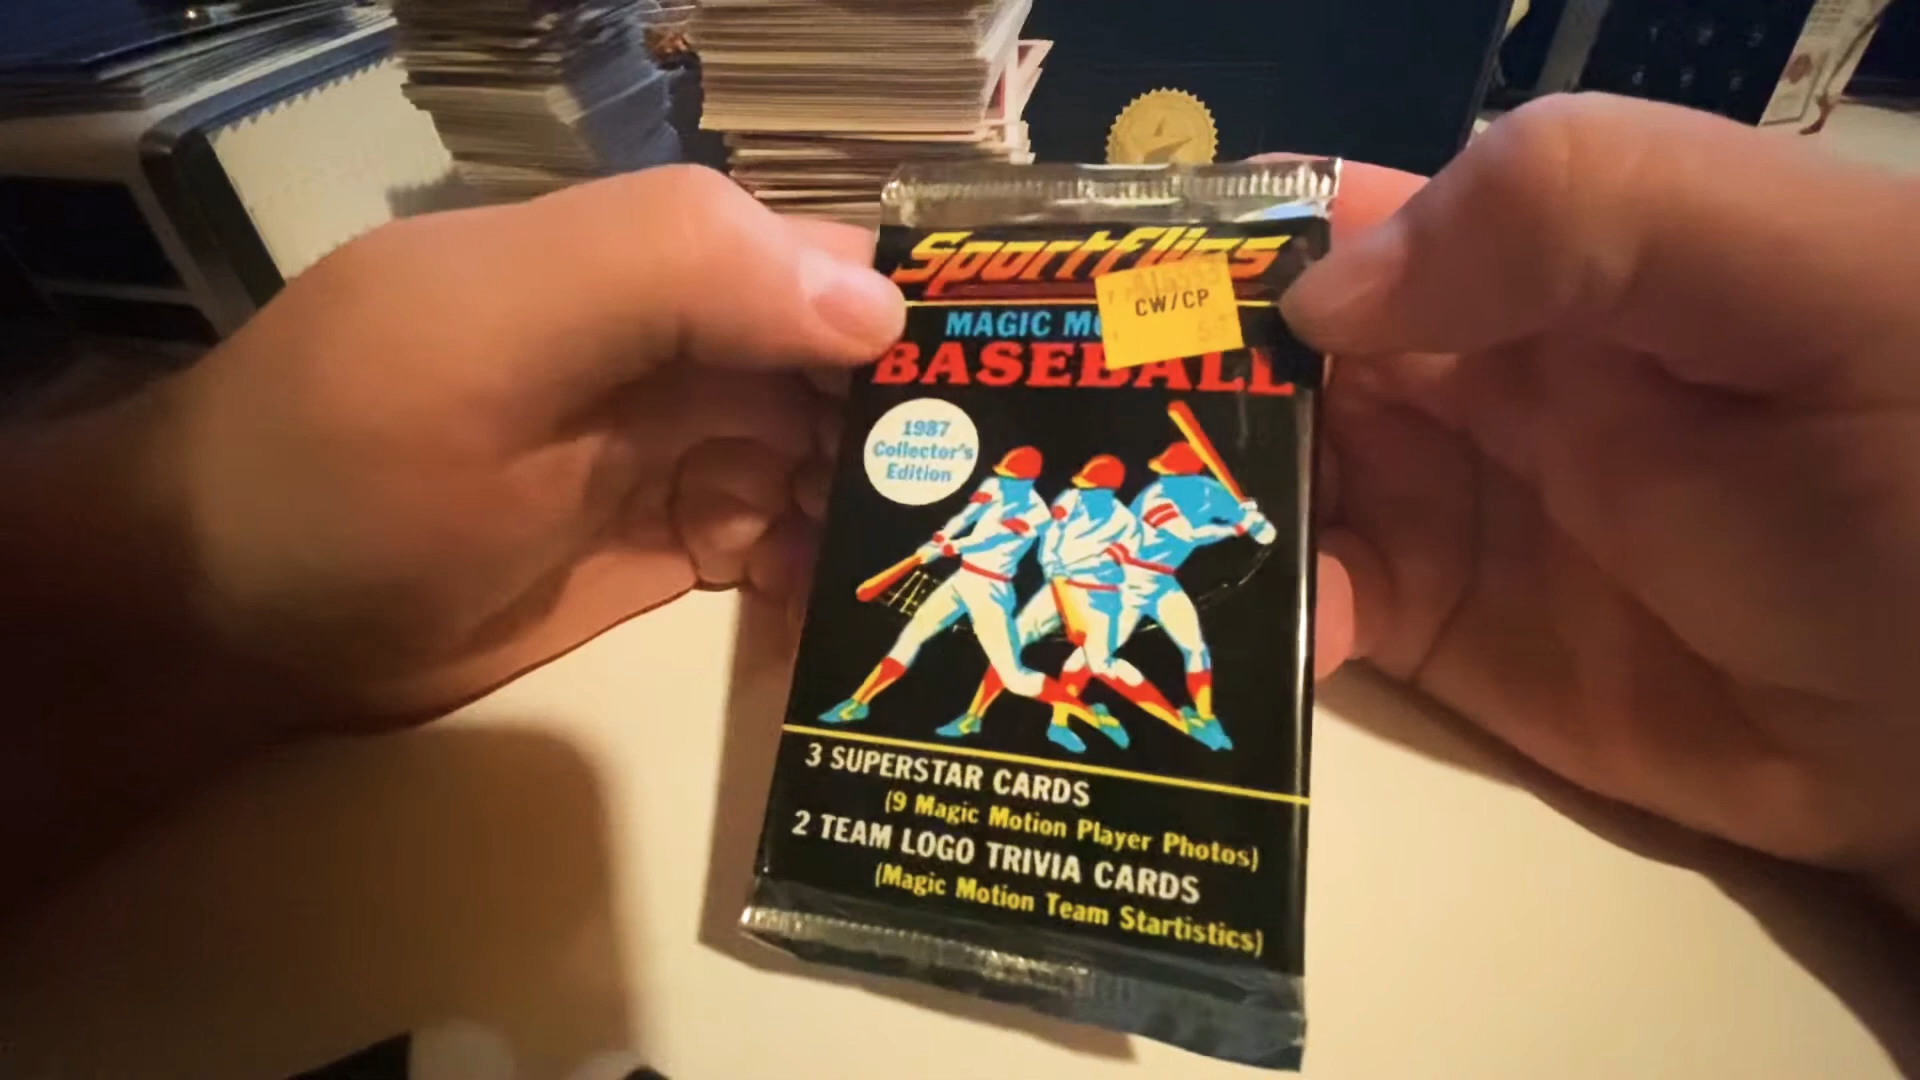 Sportflics
CW/CP
MAGIC MO
BASEBALL
1987
Collector's
Edition
3 SUPERSTAR CARDS
(9 Magic Motion Player Photos)
2 TEAM LOGO TRIVIA CARDS
(Magic Motion Team Startistics)